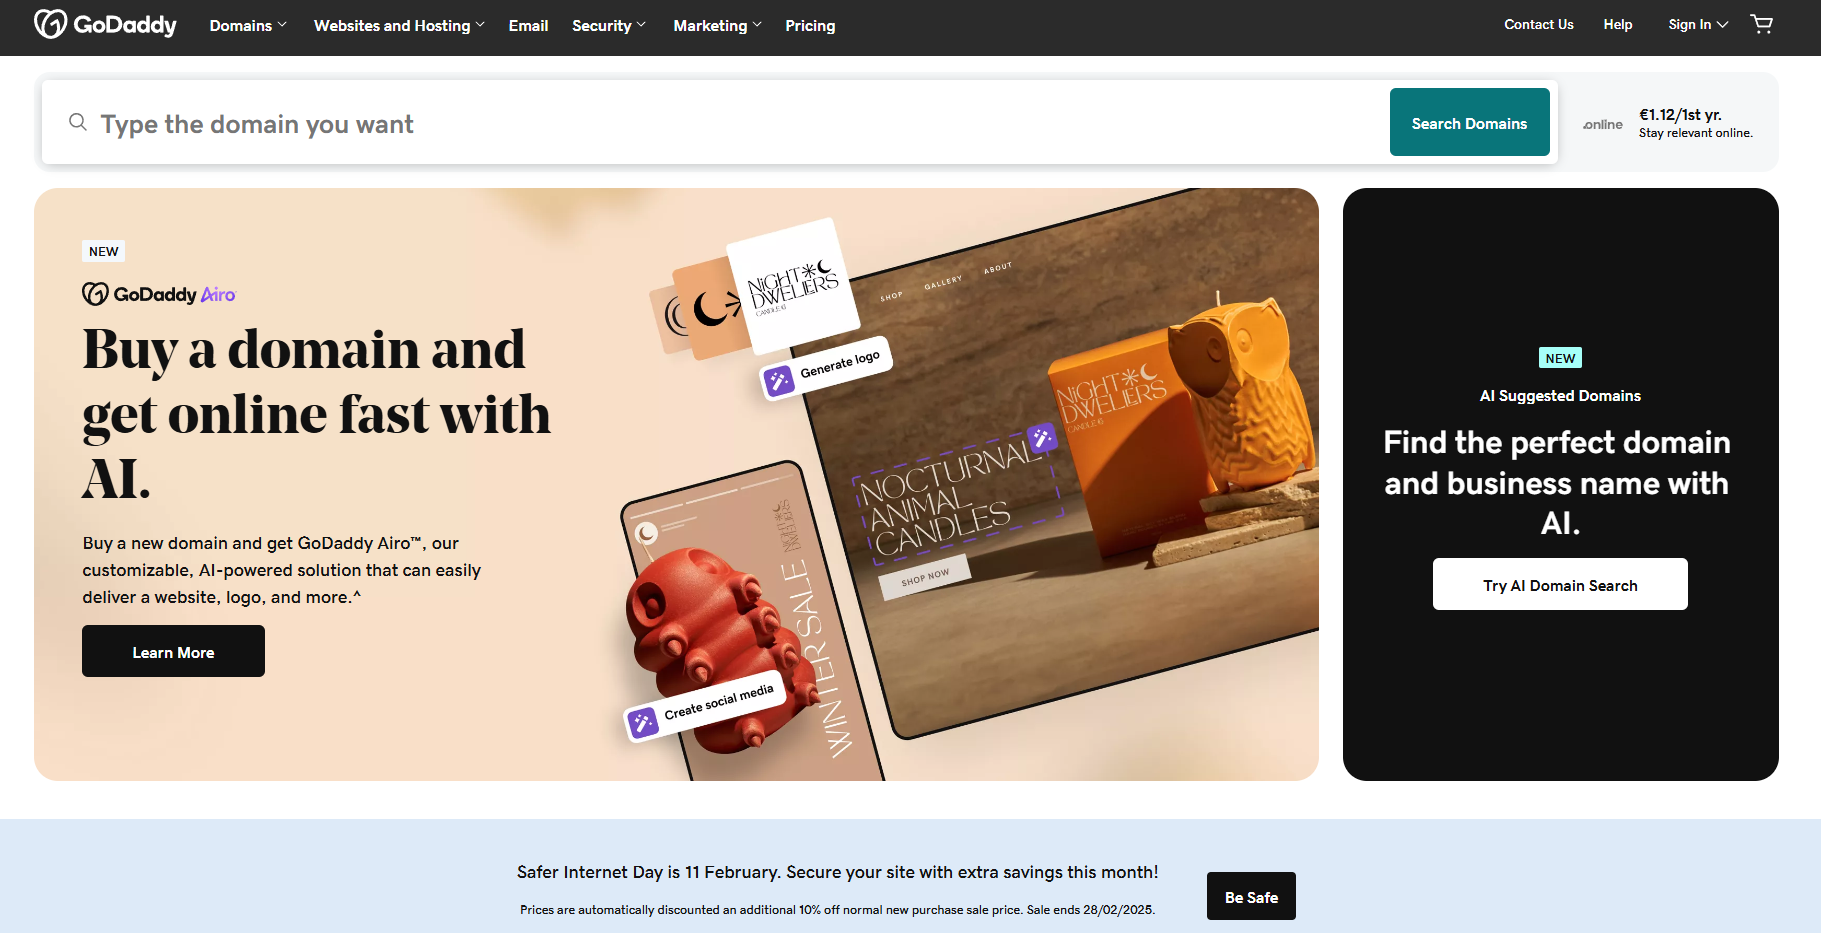 GoDaddy
Domains
Websites and Hosting
Email
Security
Marketing
Pricing
Contact Us
Help
Sign In
Type the domain you want
Search Domains
.online
€1.12/1st yr.
Stay relevant online.
NEW
GoDaddy Airo
Buy a domain and
get online fast with
AI.
Buy a new domain and get GoDaddy Airo™, our
customizable, AI-powered solution that can easily
deliver a website, logo, and more.^
Learn More
NIGHT
DWELLERS
CANDLE
Generate logo
SHOP
GALLERY
ABOUT
NIGHT
DWELLERS
CANDLE
NOCTURNAL
ANIMAL
CANDLES
SHOP NOW
NIGHT
DWELLERS
WINTER SALE
Create social media
NEW
AI Suggested Domains
Find the perfect domain
and business name with
AI.
Try AI Domain Search
Safer Internet Day is 11 February. Secure your site with extra savings this month!
Prices are automatically discounted an additional 10% off normal new purchase sale price. Sale ends 28/02/2025.
Be Safe